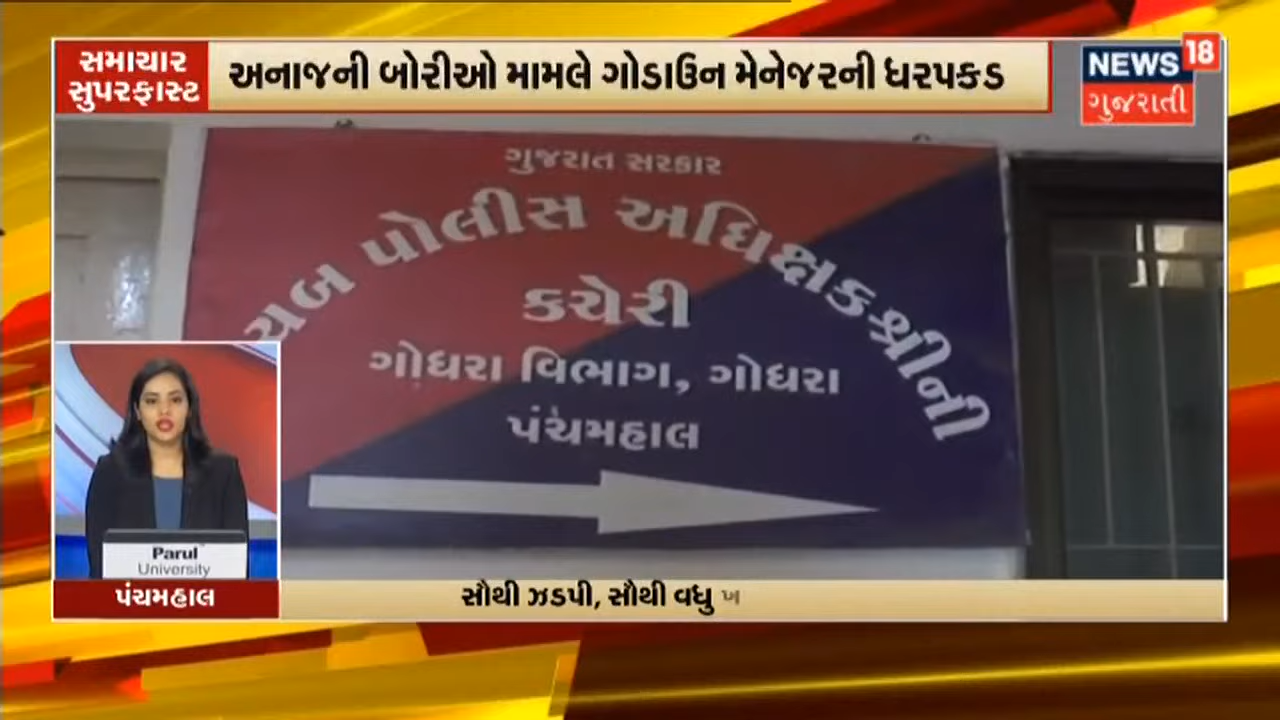 સમાચાર
સુપરફાસ્ટ
અનાજની બોરીઓ મામલે ગોડાઉન મેનેજરની ધરપકડ
NEWS 18
ગુજરાતી
ગુજરાત સરકાર
પોલીસ અધિક્ષકશ્રીની
કચેરી
ગોધરા વિભાગ, ગોધરા
પંચમહાલ
Parul
University
પંચમહાલ
સૌથી ઝડપી, સૌથી વધુ